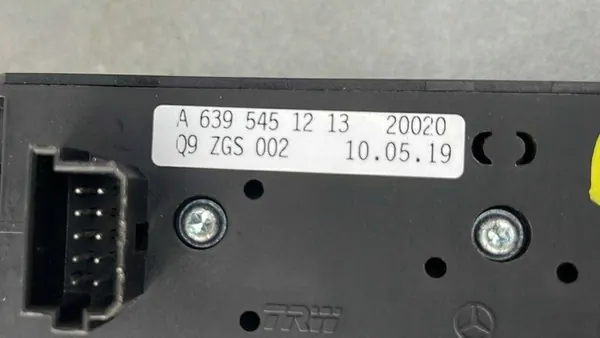 A 639 545 12 13 20020
Q9 ZGS 002 10.05.19
TRW